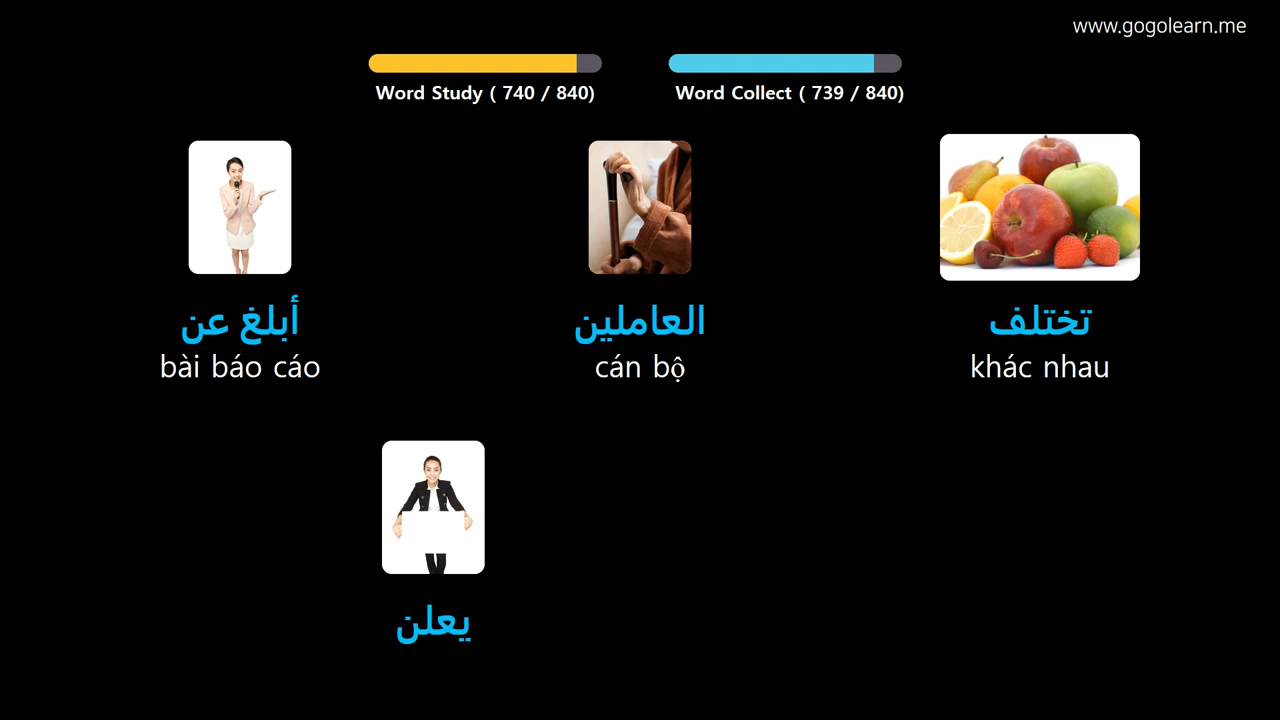 www.gogolearn.me
Word Study ( 740 / 840)
Word Collect ( 739 / 840)
أبلغ عن
bài báo cáo
العاملين
cán bộ
تختلف
khác nhau
يعلن